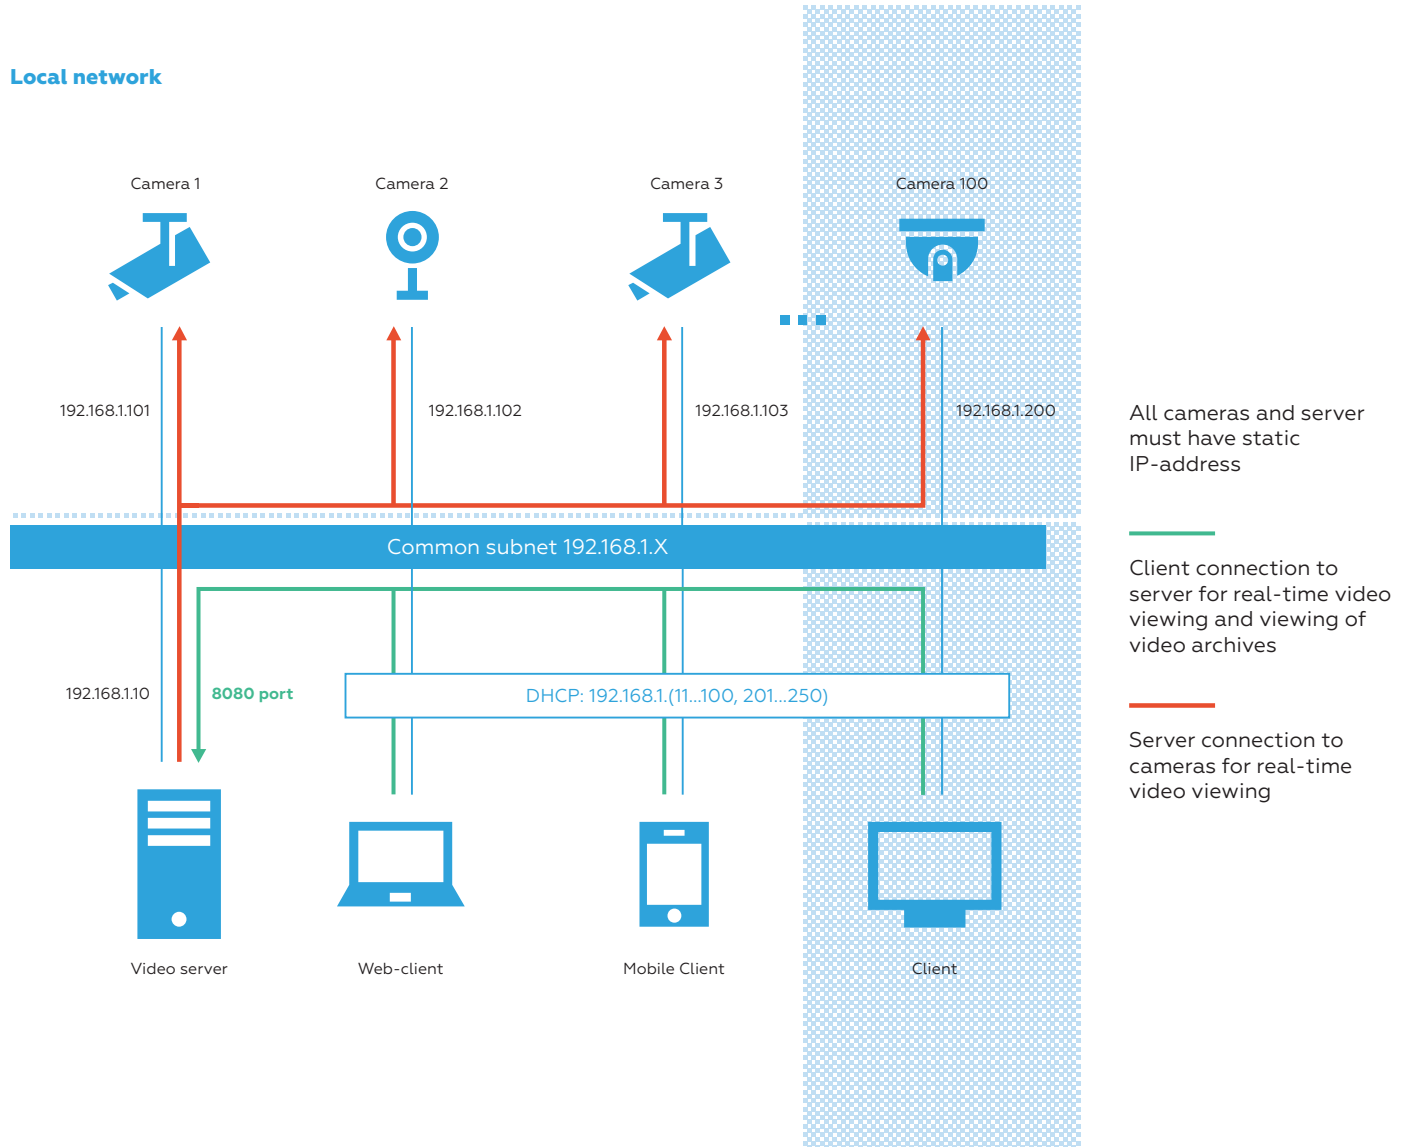 Local network
Camera 1
Camera 2
Camera 3
Camera 100
192.168.1.101
192.168.1.102
192.168.1.103
192.168.1.200
All cameras and server
must have static
IP-address
Common subnet 192.168.1.X
Client connection to
server for real-time video
viewing and viewing of
video archives
192.168.1.10
8080 port
DHCP: 192.168.1.(11...100, 201...250)
Server connection to
cameras for real-time
video viewing
Video server
Web-client
Mobile Client
Client